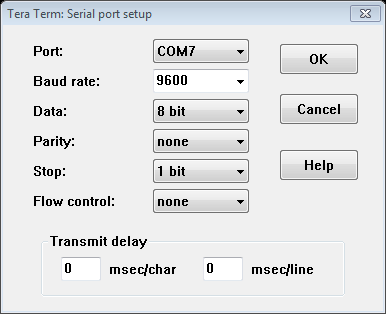 Tera Term: Serial port setup
Port: COM7 OK
Baud rate: 9600
Data: 8 bit Cancel
Parity: none
Stop: 1 bit Help
Flow control: none
Transmit delay
0 msec/char 0 msec/line